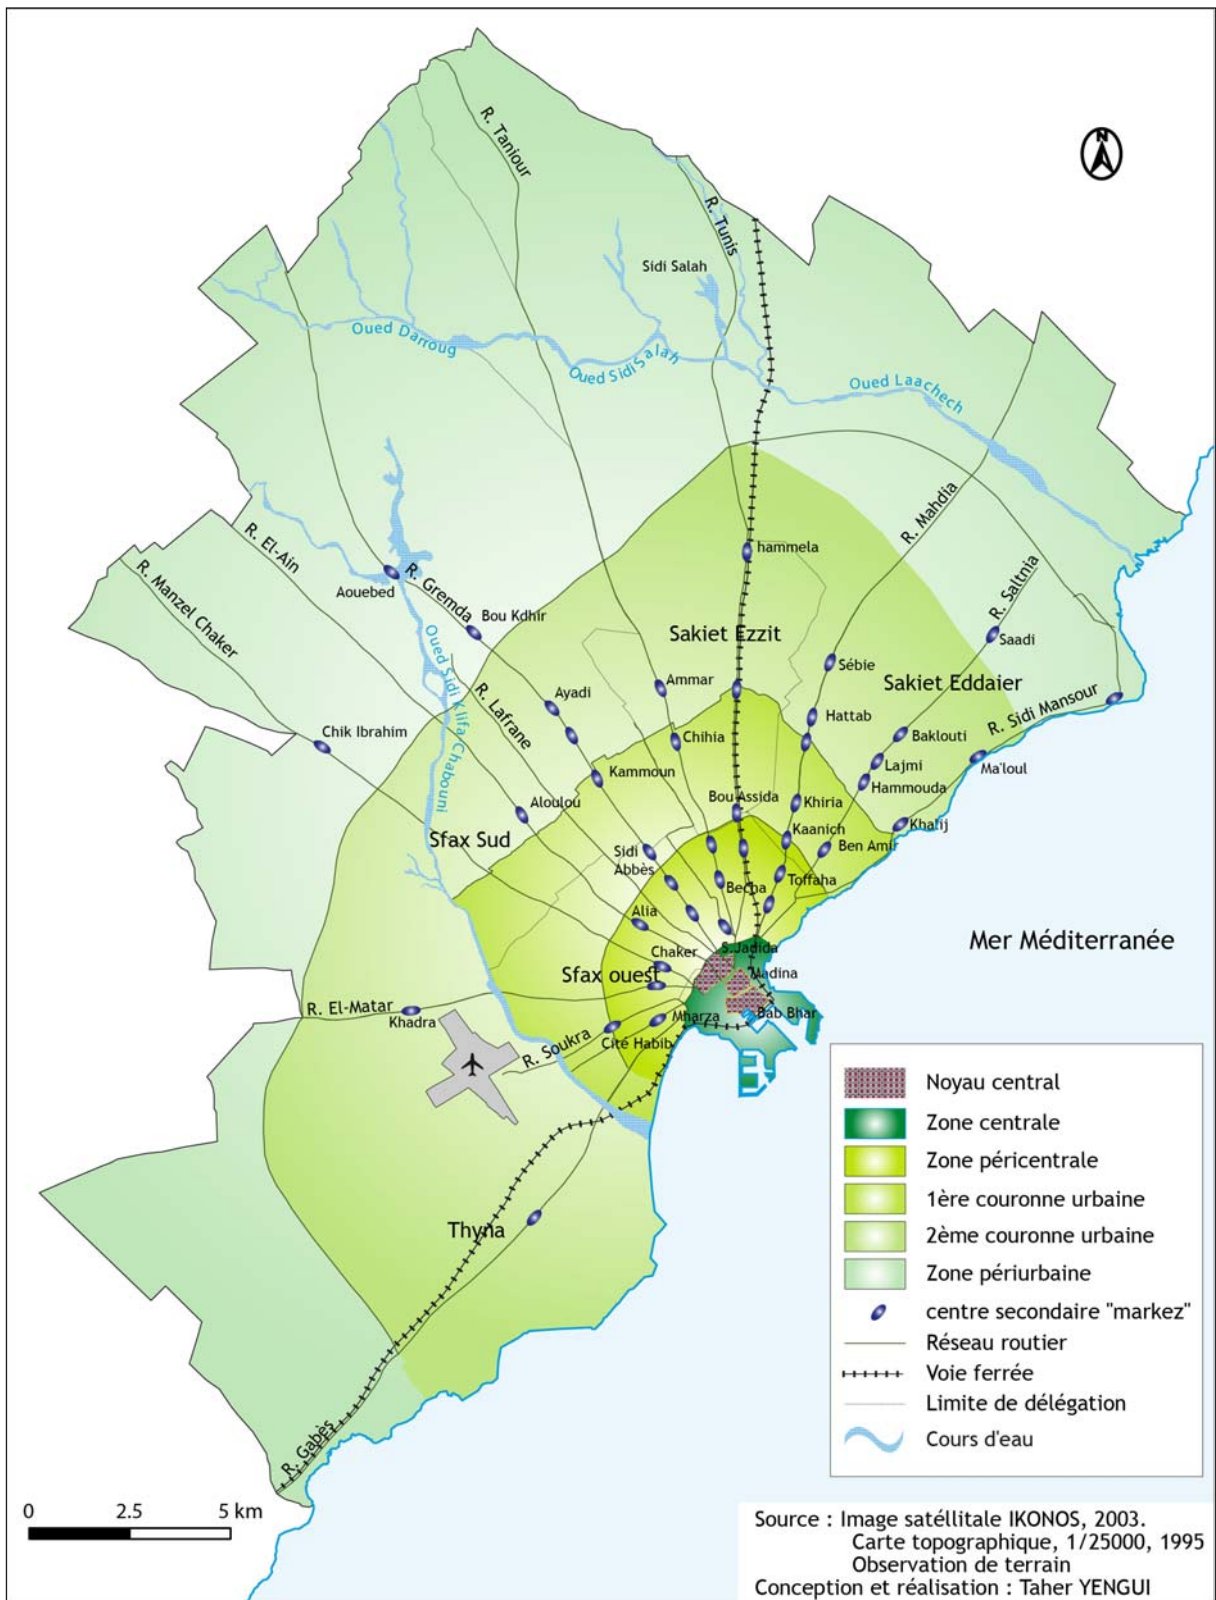 N
R. Taniour
R. Tunis
Sidi Salah
Oued Darroug
Oued Sidi Salah
Oued Laachech
R. Mahdia
R. El-Ain
R. Manzel Chaker
hammela
Aouebed
R. Gremda
Bou Kdhir
R. Saltnia
Saadi
Sakiet Ezzit
Sébie
Oued Sidi Klifa Chabouni
R. Lafrane
Ammar
Sakiet Eddaier
Ayadi
R. Sidi Mansour
Hattab
Chik Ibrahim
Chihia
Baklouti
Lajmi
Ma'loul
Kammoun
Hammouda
Bou Assida
Khiria
Aloulou
Khalij
Kaanich
Sfax Sud
Ben Amir
Sidi
Abbès
Becha
Toffaha
Alia
Chaker
S.Jadida
Mer Méditerranée
Sfax ouest
Madina
R. El-Matar
Khadra
Mharza
Bab Bhar
R. Soukra
Cité Habib
Thyna
R. Gabès
Noyau central
Zone centrale
Zone péricentrale
1ère couronne urbaine
2ème couronne urbaine
Zone périurbaine
centre secondaire "markez"
Réseau routier
Voie ferrée
Limite de délégation
Cours d'eau
0 2.5 5 km
Source : Image satéllitale IKONOS, 2003.
Carte topographique, 1/25000, 1995
Observation de terrain
Conception et réalisation : Taher YENGUI